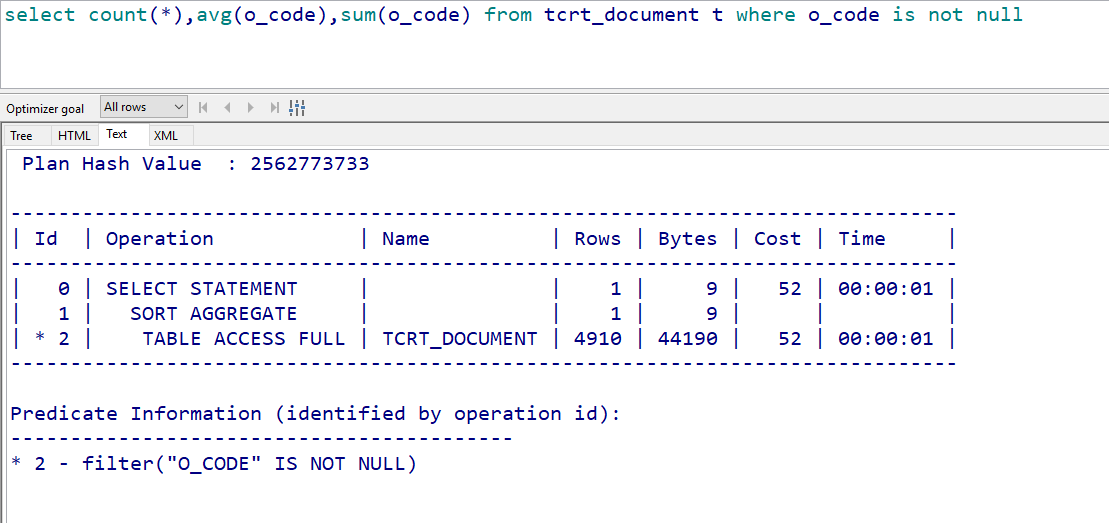 select count(*),avg(o_code),sum(o_code) from tcrt_document t where o_code is not null
Optimizer goal All rows
Tree HTML Text XML
Plan Hash Value  : 2562773733
-------------------------------------------------------------------------------
| Id  | Operation            | Name          | Rows | Bytes | Cost | Time     |
-------------------------------------------------------------------------------
|   0 | SELECT STATEMENT     |               |    1 |     9 |   52 | 00:00:01 |
|   1 |   SORT AGGREGATE     |               |    1 |     9 |      |          |
| * 2 |    TABLE ACCESS FULL | TCRT_DOCUMENT | 4910 | 44190 |   52 | 00:00:01 |
-------------------------------------------------------------------------------
Predicate Information (identified by operation id):
------------------------------------------
* 2 - filter("O_CODE" IS NOT NULL)